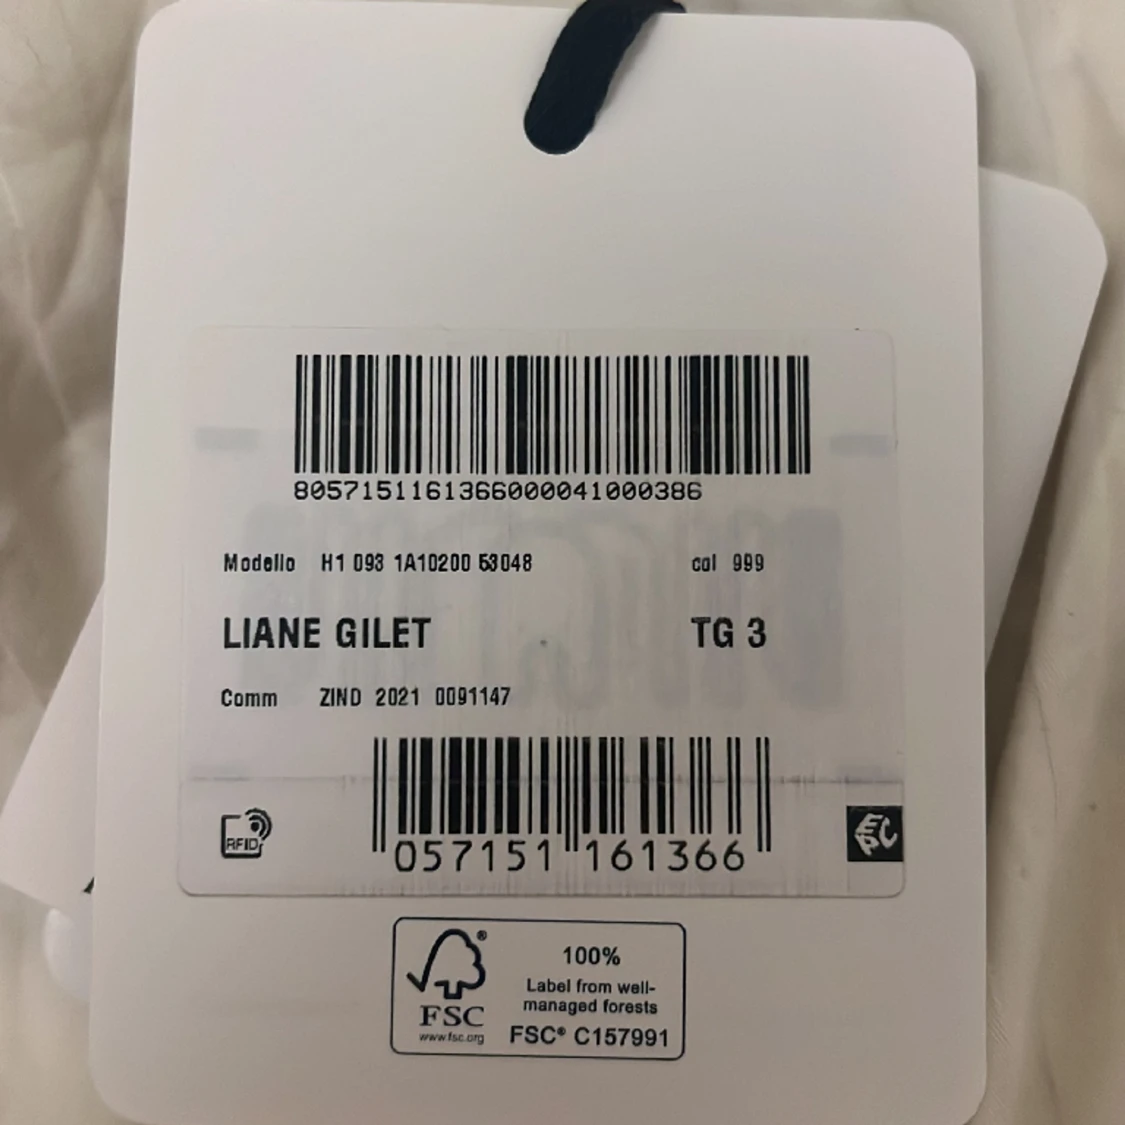 8057151161366000041000386
Modello H1 093 1A10200 53048 col 999
LIANE GILET TG 3
Comm ZIND 2021 0091147
RFID
057151 161366
EPC
FSC
www.fsc.org
100%
Label from well-
managed forests
FSC® C157991